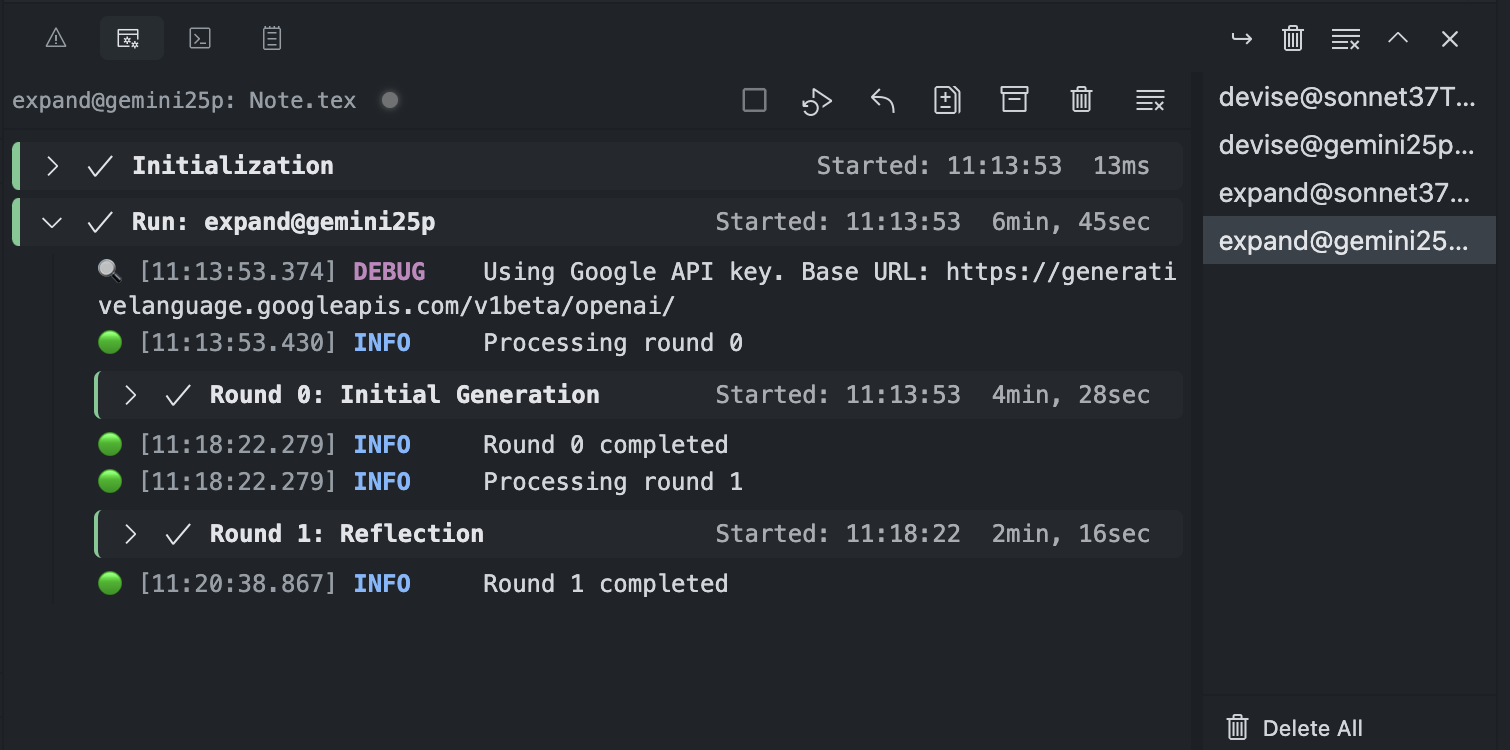 expand@gemini25p: Note.tex
Initialization Started: 11:13:53 13ms
Run: expand@gemini25p Started: 11:13:53 6min, 45sec
[11:13:53.374] DEBUG Using Google API key. Base URL: https://generati
velanguage.googleapis.com/v1beta/openai/
[11:13:53.430] INFO Processing round 0
Round 0: Initial Generation Started: 11:13:53 4min, 28sec
[11:18:22.279] INFO Round 0 completed
[11:18:22.279] INFO Processing round 1
Round 1: Reflection Started: 11:18:22 2min, 16sec
[11:20:38.867] INFO Round 1 completed
devise@sonnet37T...
devise@gemini25p...
expand@sonnet37...
expand@gemini25...
Delete All